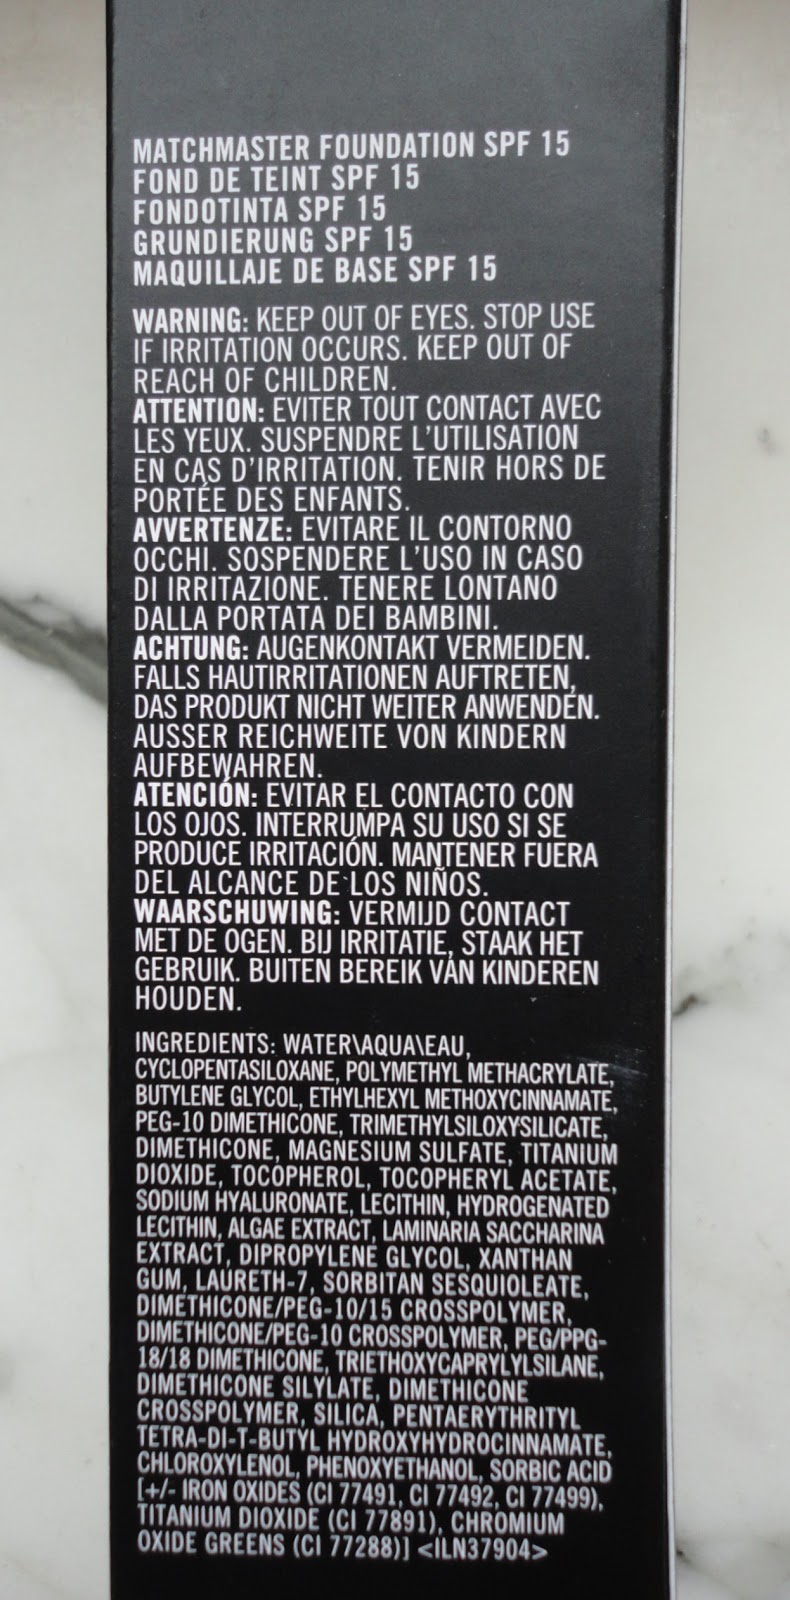 MATCHMASTER FOUNDATION SPF 15
FOND DE TEINT SPF 15
FONDOTINTA SPF 15
GRUNDIERUNG SPF 15
MAQUILLAJE DE BASE SPF 15
WARNING: KEEP OUT OF EYES. STOP USE
IF IRRITATION OCCURS. KEEP OUT OF
REACH OF CHILDREN.
ATTENTION: EVITER TOUT CONTACT AVEC
LES YEUX. SUSPENDRE L'UTILISATION
EN CAS D'IRRITATION. TENIR HORS DE
PORTÉE DES ENFANTS.
AVVERTENZE: EVITARE IL CONTORNO
OCCHI. SOSPENDERE L'USO IN CASO
DI IRRITAZIONE. TENERE LONTANO
DALLA PORTATA DEI BAMBINI.
ACHTUNG: AUGENKONTAKT VERMEIDEN.
FALLS HAUTIRRITATIONEN AUFTRETEN,
DAS PRODUKT NICHT WEITER ANWENDEN.
AUSSER REICHWEITE VON KINDERN
AUFBEWAHREN.
ATENCIÓN: EVITAR EL CONTACTO CON
LOS OJOS. INTERRUMPA SU USO SI SE
PRODUCE IRRITACIÓN. MANTENER FUERA
DEL ALCANCE DE LOS NIÑOS.
WAARSCHUWING: VERMIJD CONTACT
MET DE OGEN. BIJ IRRITATIE, STAAK HET
GEBRUIK. BUITEN BEREIK VAN KINDEREN
HOUDEN.
INGREDIENTS: WATER\AQUA\EAU,
CYCLOPENTASILOXANE, POLYMETHYL METHACRYLATE,
BUTYLENE GLYCOL, ETHYLHEXYL METHOXYCINNAMATE,
PEG-10 DIMETHICONE, TRIMETHYLSILOXYSILICATE,
DIMETHICONE, MAGNESIUM SULFATE, TITANIUM
DIOXIDE, TOCOPHEROL, TOCOPHERYL ACETATE,
SODIUM HYALURONATE, LECITHIN, HYDROGENATED
LECITHIN, ALGAE EXTRACT, LAMINARIA SACCHARINA
EXTRACT, DIPROPYLENE GLYCOL, XANTHAN
GUM, LAURETH-7, SORBITAN SESQUIOLEATE,
DIMETHICONE/PEG-10/15 CROSSPOLYMER,
DIMETHICONE/PEG-10 CROSSPOLYMER, PEG/PPG-
18/18 DIMETHICONE, TRIETHOXYCAPRYLYLSILANE,
DIMETHICONE SILYLATE, DIMETHICONE
CROSSPOLYMER, SILICA, PENTAERYTHRITYL
TETRA-DI-T-BUTYL HYDROXYHYDROCINNAMATE,
CHLOROXYLENOL, PHENOXYETHANOL, SORBIC ACID
[+/- IRON OXIDES (CI 77491, CI 77492, CI 77499),
TITANIUM DIOXIDE (CI 77891), CHROMIUM
OXIDE GREENS (CI 77288)] <ILN37904>